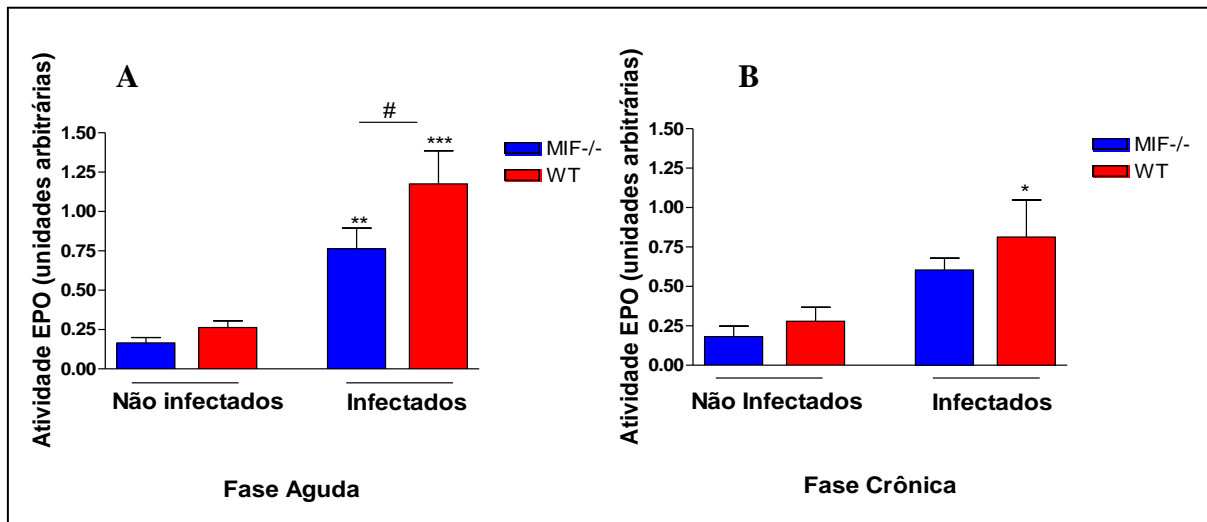 A
Atividade EPO (unidades arbitrárias)
1.50
1.25
1.00
0.75
0.50
0.25
0.00
#
**
***
MIF-/-
WT
Não infectados
Infectados
Fase Aguda
B
Atividade EPO (unidades arbitrárias)
1.50
1.25
1.00
0.75
0.50
0.25
0.00
*
MIF-/-
WT
Não Infectados
Infectados
Fase Crônica